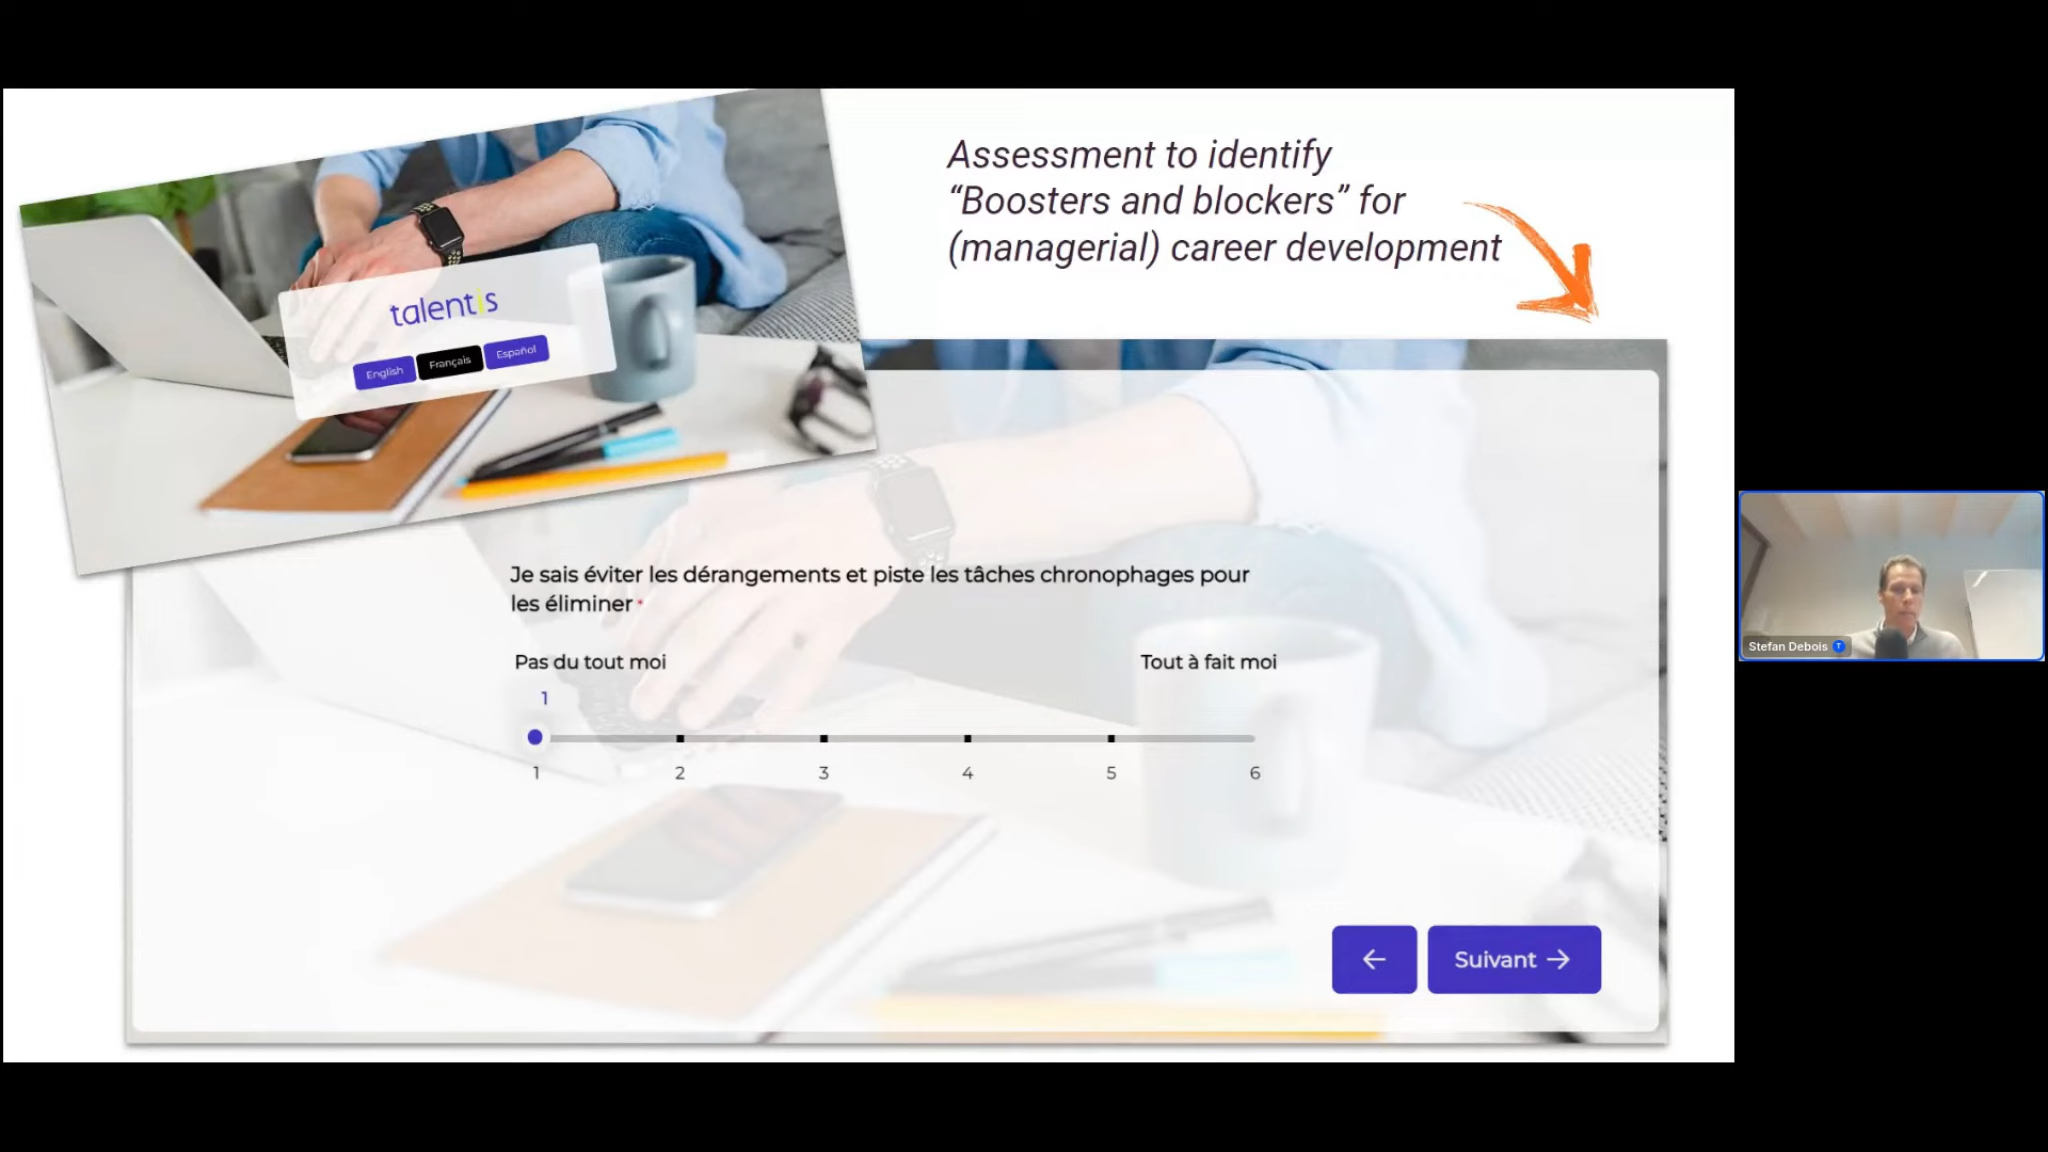 Assessment to identify
“Boosters and blockers” for
(managerial) career development
talentis
English
Français
Español
Je sais éviter les dérangements et piste les tâches chronophages pour
les éliminer *
Pas du tout moi
Tout à fait moi
1
1 2 3 4 5 6
Suivant
Stefan Debois
T